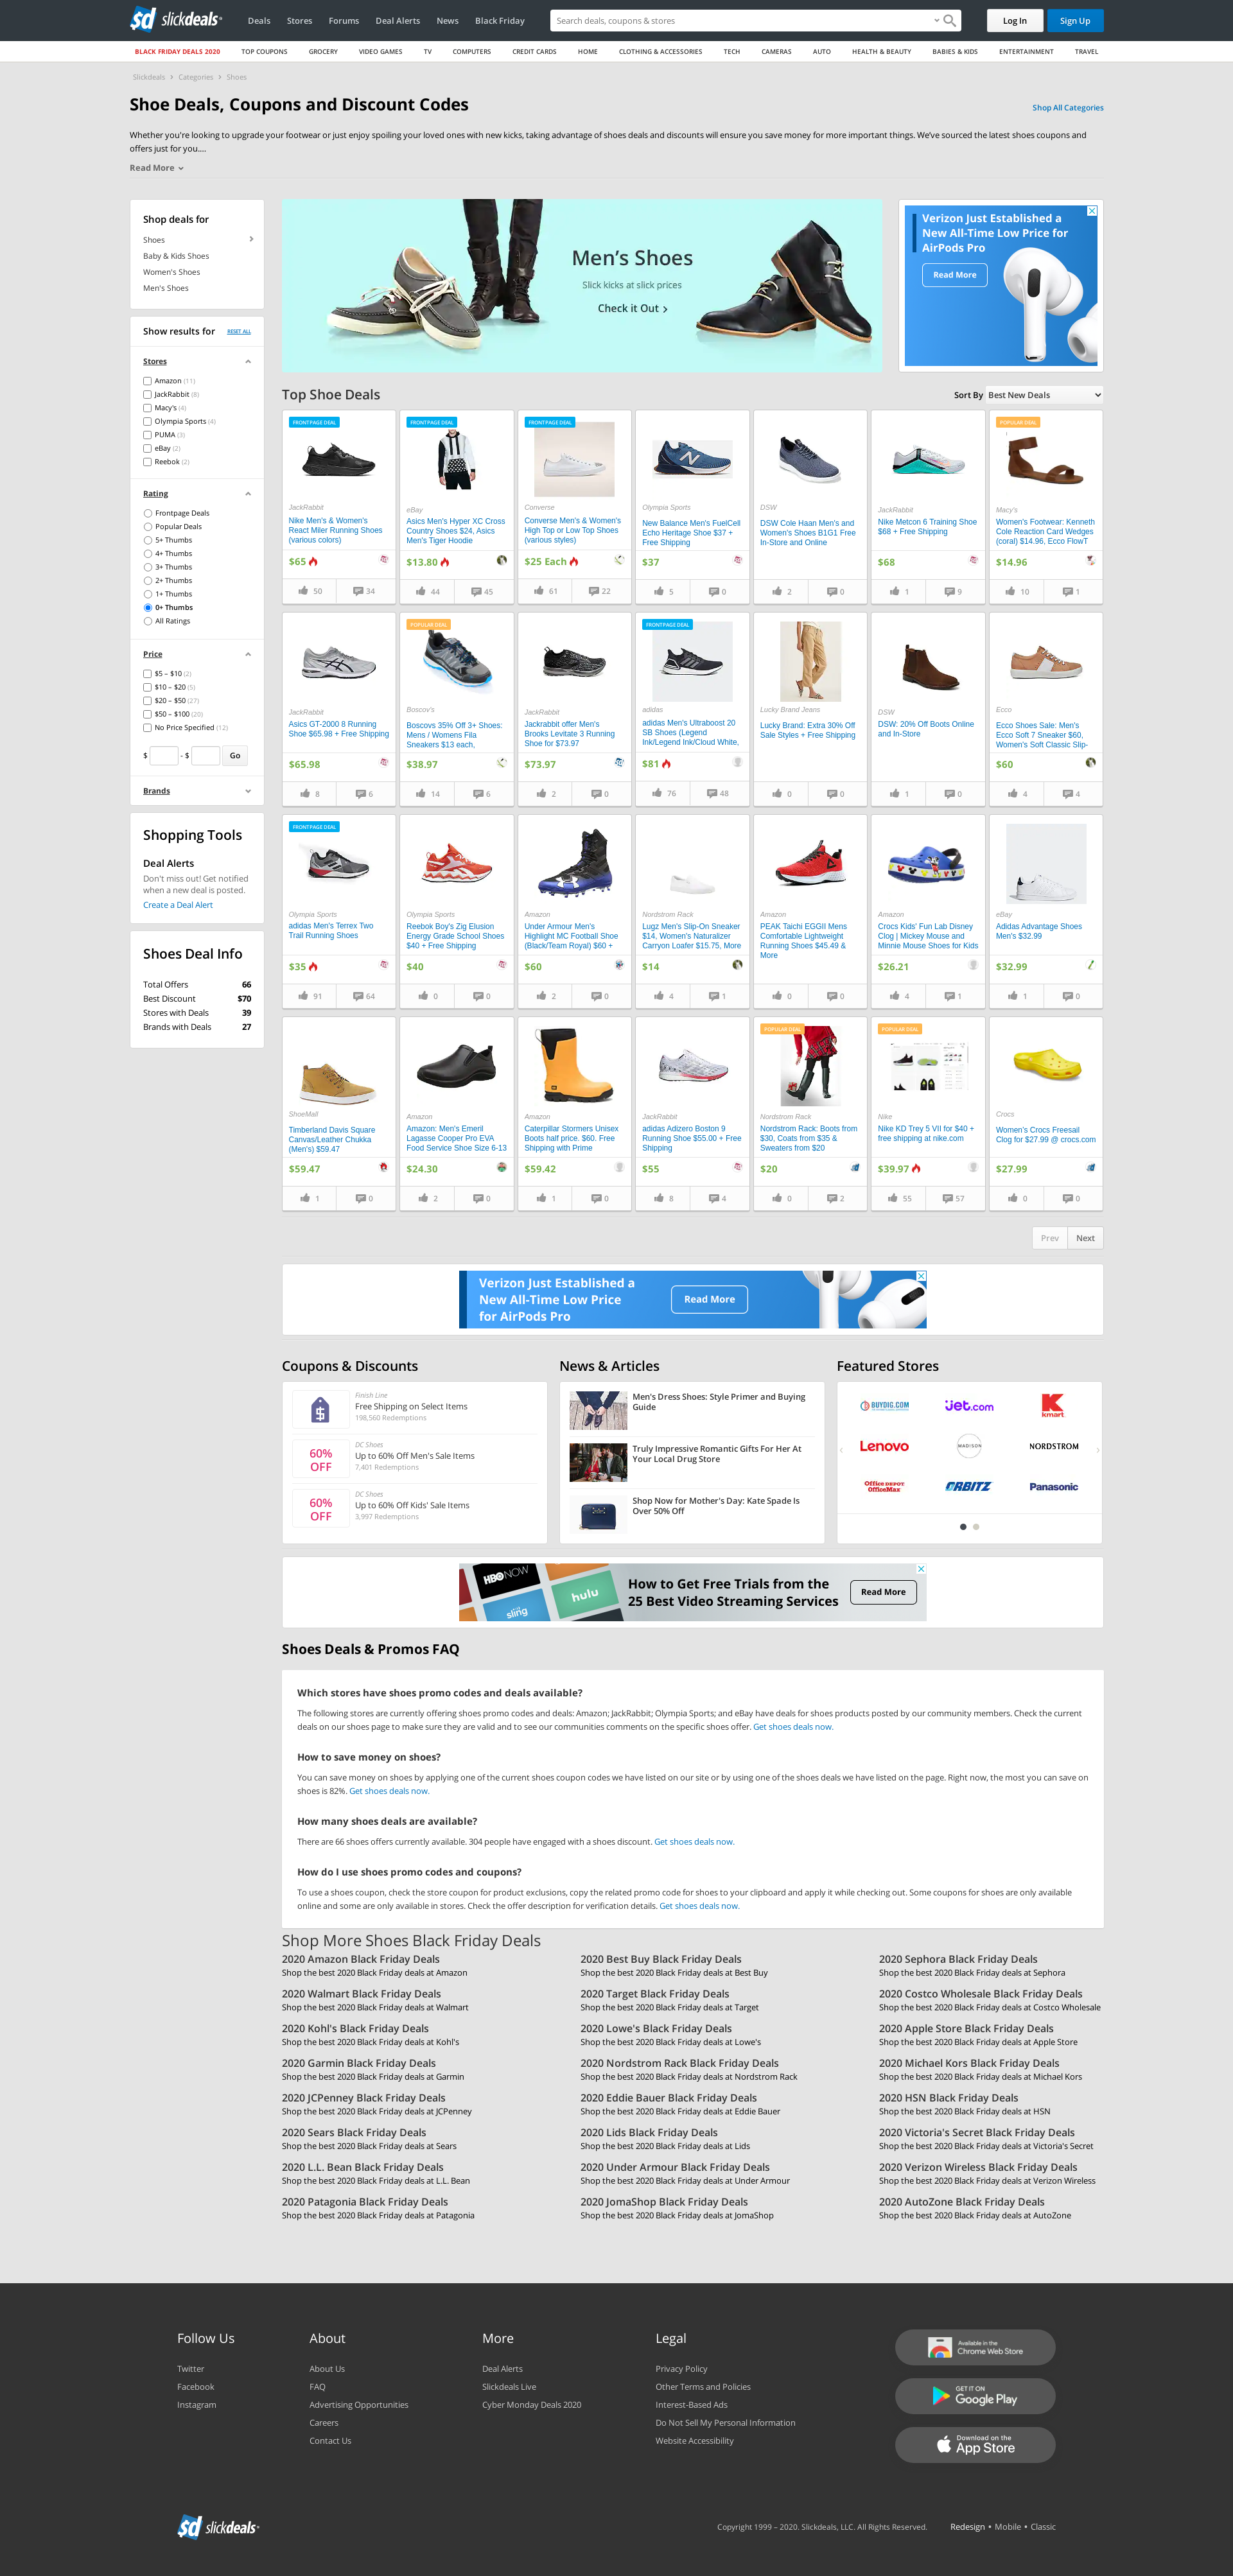 slickdeals
Deals Stores Forums Deal Alerts News Black Friday
Search deals, coupons & stores
Log In Sign Up
BLACK FRIDAY DEALS 2020 TOP COUPONS GROCERY VIDEO GAMES TV COMPUTERS CREDIT CARDS HOME CLOTHING & ACCESSORIES TECH CAMERAS AUTO HEALTH & BEAUTY BABIES & KIDS ENTERTAINMENT TRAVEL
Slickdeals > Categories > Shoes
Shoe Deals, Coupons and Discount Codes
Shop All Categories
Whether you're looking to upgrade your footwear or just enjoy spoiling your loved ones with new kicks, taking advantage of shoes deals and discounts will ensure you save money for more important things. We've sourced the latest shoes coupons and
offers just for you....
Read More
Shop deals for
Shoes
Baby & Kids Shoes
Women's Shoes
Men's Shoes
Show results for RESET ALL
Stores
Amazon (11)
JackRabbit (8)
Macy's (4)
Olympia Sports (4)
PUMA (3)
eBay (2)
Reebok (2)
Rating
Frontpage Deals
Popular Deals
5+ Thumbs
4+ Thumbs
3+ Thumbs
2+ Thumbs
1+ Thumbs
0+ Thumbs
All Ratings
Price
$5 – $10 (2)
$10 – $20 (5)
$20 – $50 (27)
$50 – $100 (20)
No Price Specified (12)
$ - $ Go
Brands
Shopping Tools
Deal Alerts
Don't miss out! Get notified
when a new deal is posted.
Create a Deal Alert
Shoes Deal Info
Total Offers 66
Best Discount $70
Stores with Deals 39
Brands with Deals 27
Men's Shoes
Slick kicks at slick prices
Check it Out >
Verizon Just Established a
New All-Time Low Price for
AirPods Pro
Read More
Top Shoe Deals
Sort By Best New Deals
FRONTPAGE DEAL
JackRabbit
Nike Men's & Women's
React Miler Running Shoes
(various colors)
$65
50 34
FRONTPAGE DEAL
eBay
Asics Men's Hyper XC Cross
Country Shoes $24, Asics
Men's Tiger Hoodie
$13.80
44 45
FRONTPAGE DEAL
Converse
Converse Men's & Women's
High Top or Low Top Shoes
(various styles)
$25 Each
61 22
Olympia Sports
New Balance Men's FuelCell
Echo Heritage Shoe $37 +
Free Shipping
$37
5 0
DSW
DSW Cole Haan Men's and
Women's Shoes B1G1 Free
In-Store and Online
2 0
JackRabbit
Nike Metcon 6 Training Shoe
$68 + Free Shipping
$68
1 9
POPULAR DEAL
Macy's
Women's Footwear: Kenneth
Cole Reaction Card Wedges
(coral) $14.96, Ecco FlowT
$14.96
10 1
JackRabbit
Asics GT-2000 8 Running
Shoe $65.98 + Free Shipping
$65.98
8 6
POPULAR DEAL
Boscov's
Boscovs 35% Off 3+ Shoes:
Mens / Womens Fila
Sneakers $13 each,
$38.97
14 6
JackRabbit
Jackrabbit offer Men's
Brooks Levitate 3 Running
Shoe for $73.97
$73.97
2 0
FRONTPAGE DEAL
adidas
adidas Men's Ultraboost 20
SB Shoes (Legend
Ink/Legend Ink/Cloud White,
$81
76 48
Lucky Brand Jeans
Lucky Brand: Extra 30% Off
Sale Styles + Free Shipping
0 0
DSW
DSW: 20% Off Boots Online
and In-Store
1 0
Ecco
Ecco Shoes Sale: Men's
Ecco Soft 7 Sneaker $60,
Women's Soft Classic Slip-
$60
4 4
FRONTPAGE DEAL
Olympia Sports
adidas Men's Terrex Two
Trail Running Shoes
$35
91 64
Olympia Sports
Reebok Boy's Zig Elusion
Energy Grade School Shoes
$40 + Free Shipping
$40
0 0
Amazon
Under Armour Men's
Highlight MC Football Shoe
(Black/Team Royal) $60 +
$60
2 0
Nordstrom Rack
Lugz Men's Slip-On Sneaker
$14, Women's Naturalizer
Carryon Loafer $15.75, More
$14
4 1
Amazon
PEAK Taichi EGGII Mens
Comfortable Lightweight
Running Shoes $45.49 &
More
0 0
Amazon
Crocs Kids' Fun Lab Disney
Clog | Mickey Mouse and
Minnie Mouse Shoes for Kids
$26.21
4 1
eBay
Adidas Advantage Shoes
Men's $32.99
$32.99
1 0
ShoeMall
Timberland Davis Square
Canvas/Leather Chukka
(Men's) $59.47
$59.47
1 0
Amazon
Amazon: Men's Emeril
Lagasse Cooper Pro EVA
Food Service Shoe Size 6-13
$24.30
2 0
Amazon
Caterpillar Stormers Unisex
Boots half price. $60. Free
Shipping with Prime
$59.42
1 0
JackRabbit
adidas Adizero Boston 9
Running Shoe $55.00 + Free
Shipping
$55
8 4
POPULAR DEAL
Nordstrom Rack
Nordstrom Rack: Boots from
$30, Coats from $35 &
Sweaters from $20
$20
0 2
POPULAR DEAL
Nike
Nike KD Trey 5 VII for $40 +
free shipping at nike.com
$39.97
55 57
Crocs
Women's Crocs Freesail
Clog for $27.99 @ crocs.com
$27.99
0 0
Prev Next
Verizon Just Established a
New All-Time Low Price
for AirPods Pro
Read More
Coupons & Discounts
Finish Line
Free Shipping on Select Items
198,560 Redemptions
60% OFF
DC Shoes
Up to 60% Off Men's Sale Items
7,401 Redemptions
60% OFF
DC Shoes
Up to 60% Off Kids' Sale Items
3,997 Redemptions
News & Articles
Men's Dress Shoes: Style Primer and Buying
Guide
Truly Impressive Romantic Gifts For Her At
Your Local Drug Store
Shop Now for Mother's Day: Kate Spade Is
Over 50% Off
Featured Stores
BUYDIG.COM jet.com kmart
Lenovo MADISON NORDSTROM
Office DEPOT OfficeMax ORBITZ Panasonic
HBO NOW hulu sling
How to Get Free Trials from the
25 Best Video Streaming Services
Read More
Shoes Deals & Promos FAQ
Which stores have shoes promo codes and deals available?
The following stores are currently offering shoes promo codes and deals: Amazon; JackRabbit; Olympia Sports; and eBay have deals for shoes products posted by our community members. Check the current
deals on our shoes page to make sure they are valid and to see our communities comments on the specific shoes offer. Get shoes deals now.
How to save money on shoes?
You can save money on shoes by applying one of the current shoes coupon codes we have listed on our site or by using one of the shoes deals we have listed on the page. Right now, the most you can save on
shoes is 82%. Get shoes deals now.
How many shoes deals are available?
There are 66 shoes offers currently available. 304 people have engaged with a shoes discount. Get shoes deals now.
How do I use shoes promo codes and coupons?
To use a shoes coupon, check the store coupon for product exclusions, copy the related promo code for shoes to your clipboard and apply it while checking out. Some coupons for shoes are only available
online and some are only available in stores. Check the offer description for verification details. Get shoes deals now.
Shop More Shoes Black Friday Deals
2020 Amazon Black Friday Deals
Shop the best 2020 Black Friday deals at Amazon
2020 Best Buy Black Friday Deals
Shop the best 2020 Black Friday deals at Best Buy
2020 Sephora Black Friday Deals
Shop the best 2020 Black Friday deals at Sephora
2020 Walmart Black Friday Deals
Shop the best 2020 Black Friday deals at Walmart
2020 Target Black Friday Deals
Shop the best 2020 Black Friday deals at Target
2020 Costco Wholesale Black Friday Deals
Shop the best 2020 Black Friday deals at Costco Wholesale
2020 Kohl's Black Friday Deals
Shop the best 2020 Black Friday deals at Kohl's
2020 Lowe's Black Friday Deals
Shop the best 2020 Black Friday deals at Lowe's
2020 Apple Store Black Friday Deals
Shop the best 2020 Black Friday deals at Apple Store
2020 Garmin Black Friday Deals
Shop the best 2020 Black Friday deals at Garmin
2020 Nordstrom Rack Black Friday Deals
Shop the best 2020 Black Friday deals at Nordstrom Rack
2020 Michael Kors Black Friday Deals
Shop the best 2020 Black Friday deals at Michael Kors
2020 JCPenney Black Friday Deals
Shop the best 2020 Black Friday deals at JCPenney
2020 Eddie Bauer Black Friday Deals
Shop the best 2020 Black Friday deals at Eddie Bauer
2020 HSN Black Friday Deals
Shop the best 2020 Black Friday deals at HSN
2020 Sears Black Friday Deals
Shop the best 2020 Black Friday deals at Sears
2020 Lids Black Friday Deals
Shop the best 2020 Black Friday deals at Lids
2020 Victoria's Secret Black Friday Deals
Shop the best 2020 Black Friday deals at Victoria's Secret
2020 L.L. Bean Black Friday Deals
Shop the best 2020 Black Friday deals at L.L. Bean
2020 Under Armour Black Friday Deals
Shop the best 2020 Black Friday deals at Under Armour
2020 Verizon Wireless Black Friday Deals
Shop the best 2020 Black Friday deals at Verizon Wireless
2020 Patagonia Black Friday Deals
Shop the best 2020 Black Friday deals at Patagonia
2020 JomaShop Black Friday Deals
Shop the best 2020 Black Friday deals at JomaShop
2020 AutoZone Black Friday Deals
Shop the best 2020 Black Friday deals at AutoZone
Follow Us
Twitter
Facebook
Instagram
About
About Us
FAQ
Advertising Opportunities
Careers
Contact Us
More
Deal Alerts
Slickdeals Live
Cyber Monday Deals 2020
Legal
Privacy Policy
Other Terms and Policies
Interest-Based Ads
Do Not Sell My Personal Information
Website Accessibility
Available in the
Chrome Web Store
GET IT ON
Google Play
Download on the
App Store
slickdeals
Copyright 1999 – 2020. Slickdeals, LLC. All Rights Reserved. Redesign • Mobile • Classic